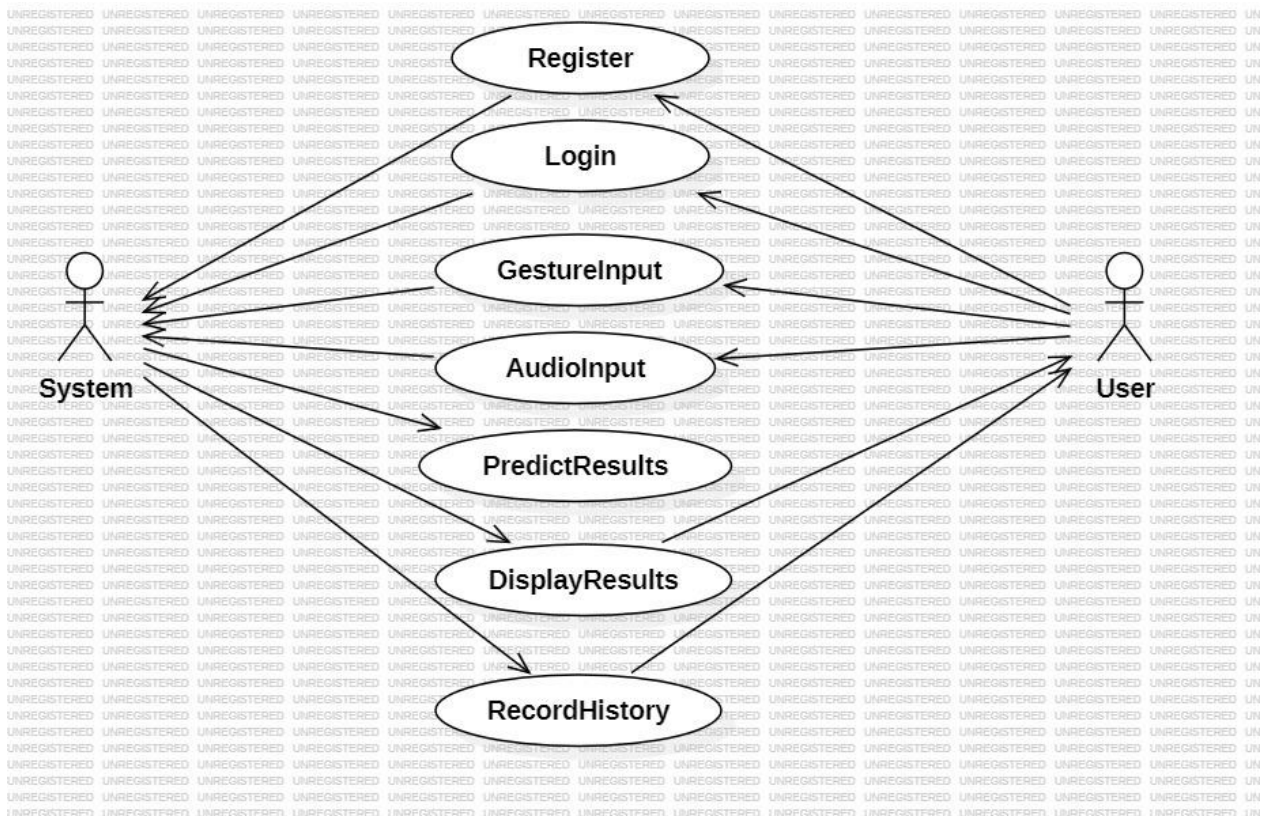 Register
Login
GestureInput
AudioInput
System
User
PredictResults
DisplayResults
RecordHistory